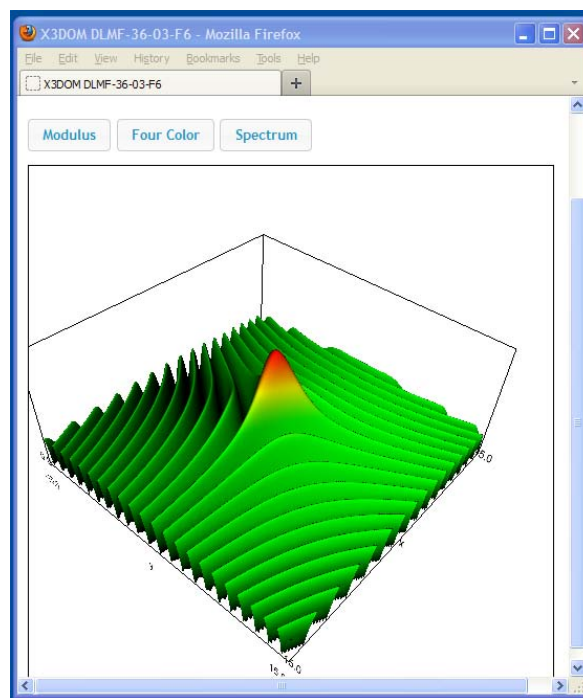 X3DOM DLMF-36-03-F6 - Mozilla Firefox
File Edit View History Bookmarks Tools Help
X3DOM DLMF-36-03-F6
Modulus Four Color Spectrum
x